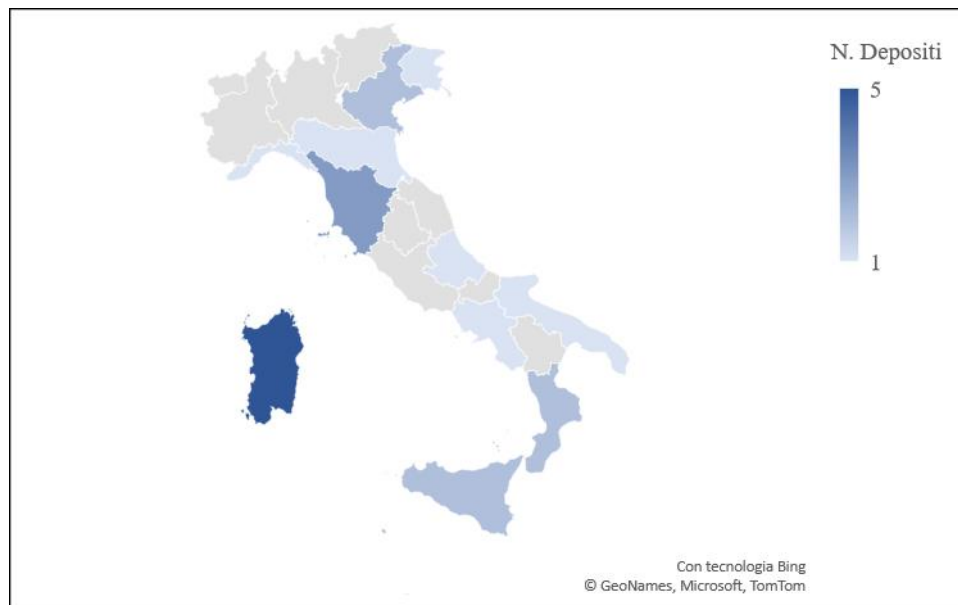 N. Depositi
5
1
Con tecnologia Bing
© GeoNames, Microsoft, TomTom